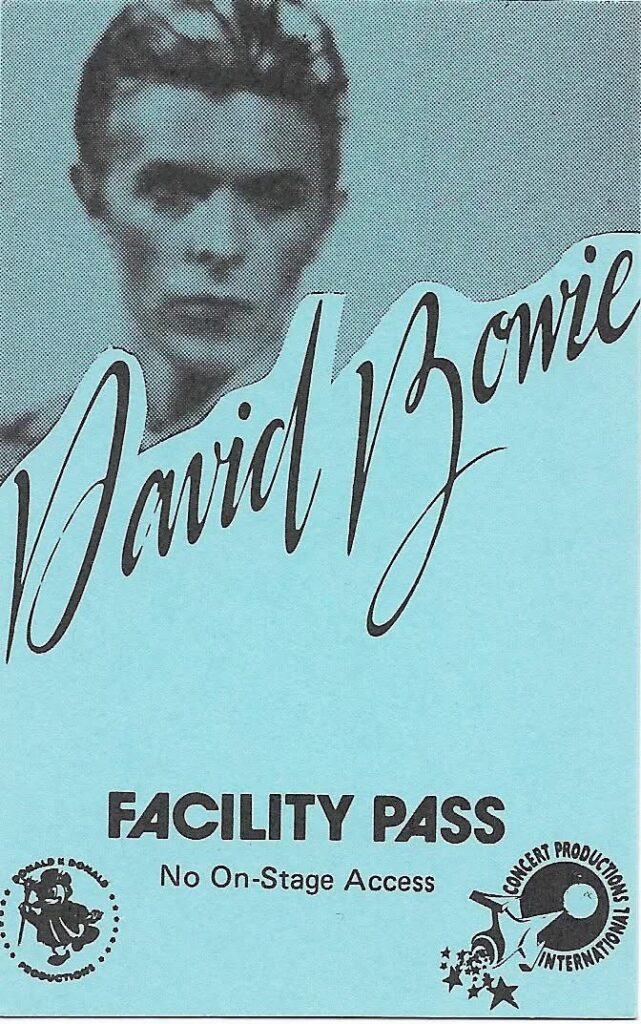 David Bowie
FACILITY PASS
No On-Stage Access
DONALD K DONALD
PRODUCTIONS
CONCERT PRODUCTIONS
INTERNATIONAL